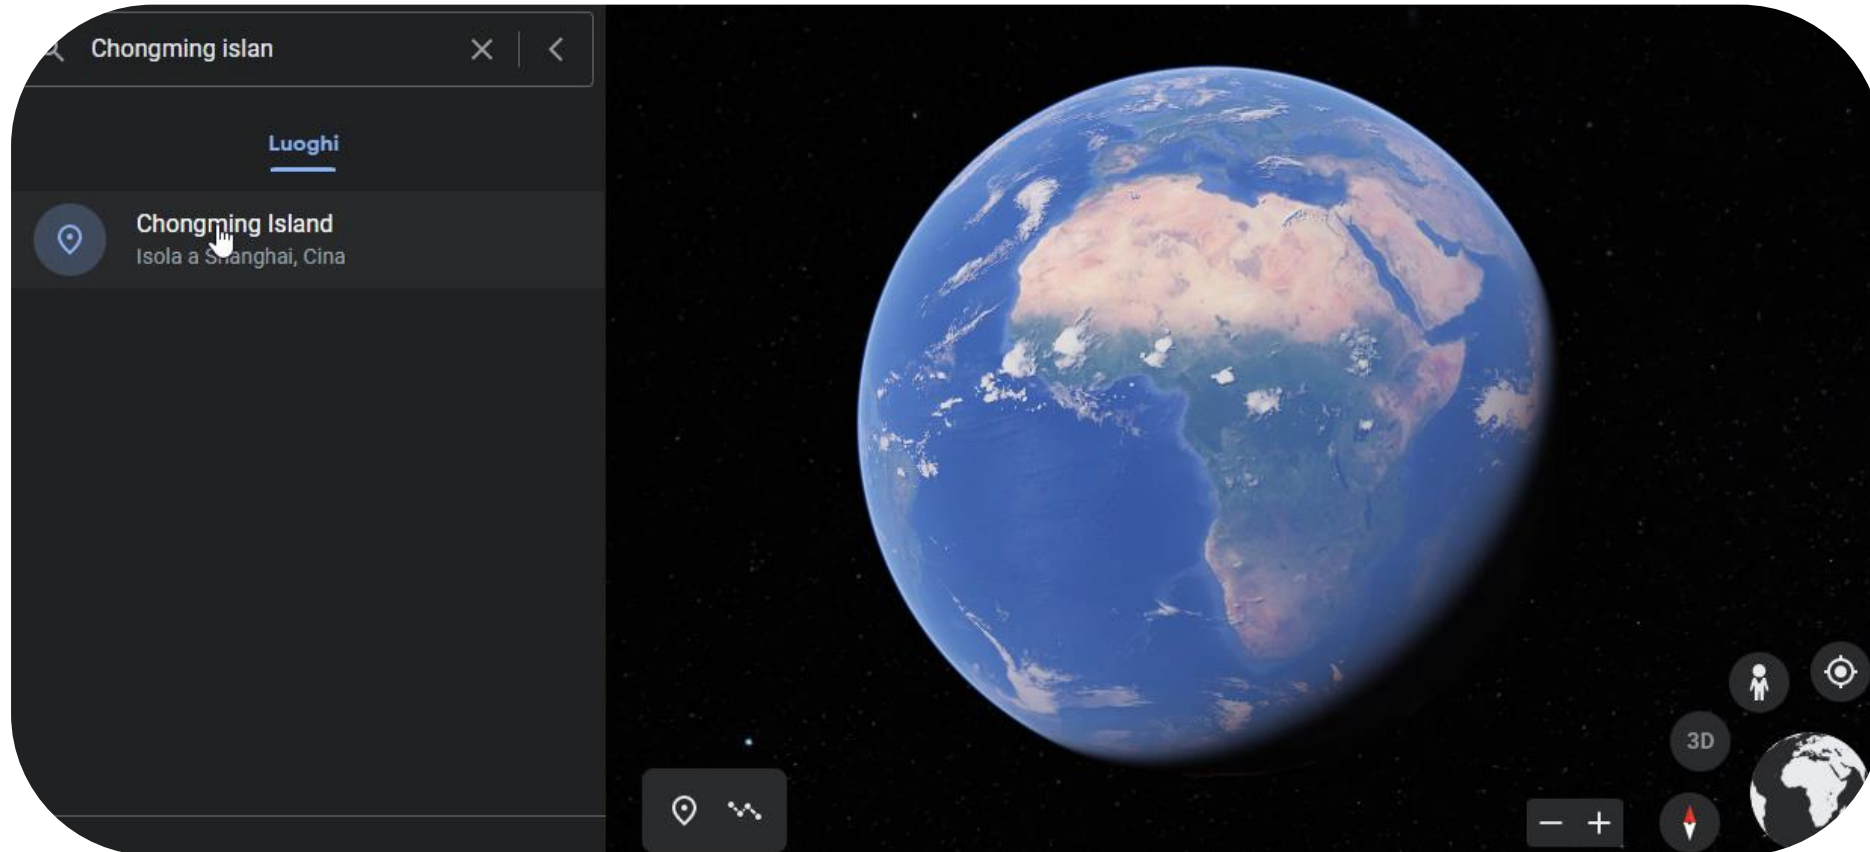 Chongming islan
Luoghi
Chongming Island
Isola a Shanghai, Cina
3D